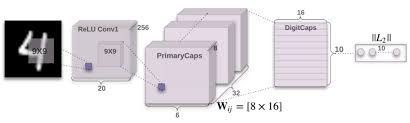 16
ReLU Conv1
256
DigitCaps
9X9
9X9
8
||L₂||
PrimaryCaps
10
10
32
20
6
W_ij = [8 × 16]